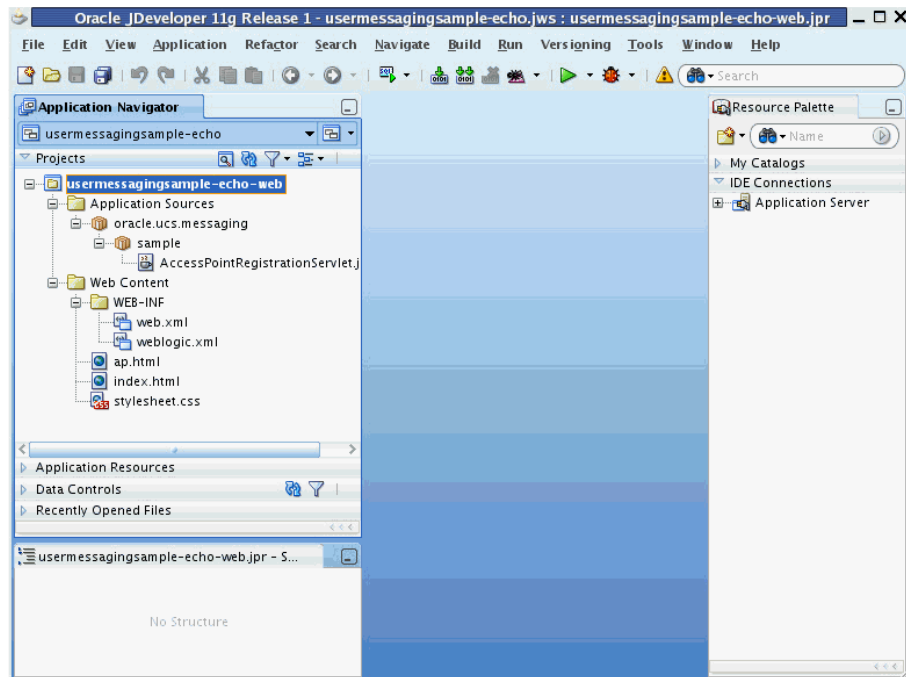 Oracle JDeveloper 11g Release 1 - usermessagingsample-echo.jws : usermessagingsample-echo-web.jpr
File Edit View Application Refactor Search Navigate Build Run Versioning Tools Window Help
Search
Application Navigator
usermessagingsample-echo
Projects
usermessagingsample-echo-web
Application Sources
oracle.ucs.messaging
sample
AccessPointRegistrationServlet.j
Web Content
WEB-INF
web.xml
weblogic.xml
ap.html
index.html
stylesheet.css
Application Resources
Data Controls
Recently Opened Files
usermessagingsample-echo-web.jpr - S...
No Structure
Resource Palette
Name
My Catalogs
IDE Connections
Application Server